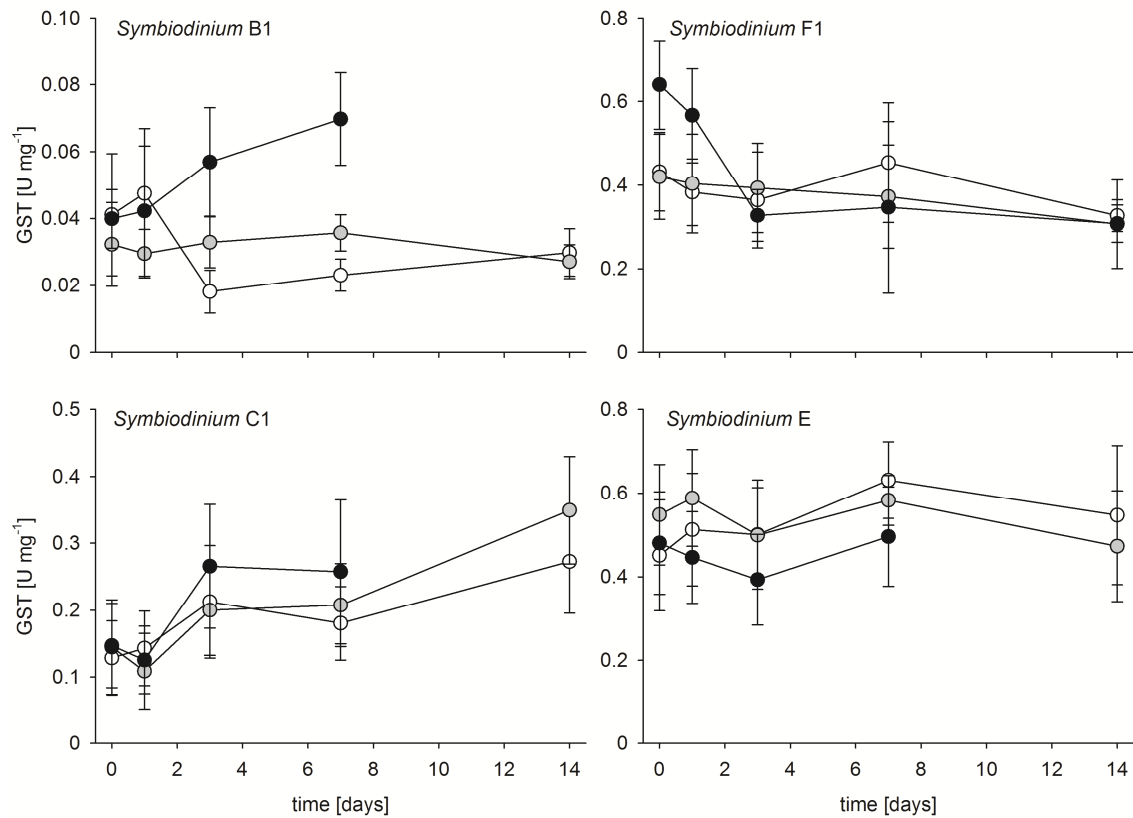 Symbiodinium B1
0.10
0.08
0.06
0.04
0.02
0
GST [U mg-1]
Symbiodinium F1
0.8
0.6
0.4
0.2
0
Symbiodinium C1
0.5
0.4
0.3
0.2
0.1
0
GST [U mg-1]
0 2 4 6 8 10 12 14
time [days]
Symbiodinium E
0.8
0.6
0.4
0.2
0
0 2 4 6 8 10 12 14
time [days]